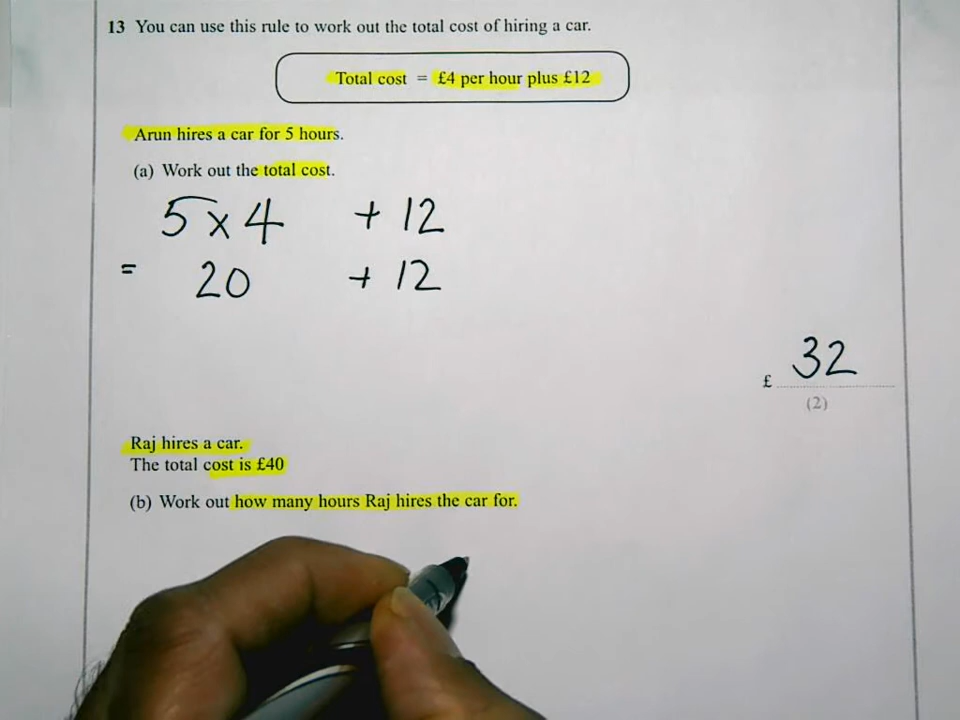 13 You can use this rule to work out the total cost of hiring a car.
Total cost = £4 per hour plus £12
Arun hires a car for 5 hours.
(a) Work out the total cost.
5 × 4 + 12
= 20 + 12
£ 32
(2)
Raj hires a car.
The total cost is £40
(b) Work out how many hours Raj hires the car for.